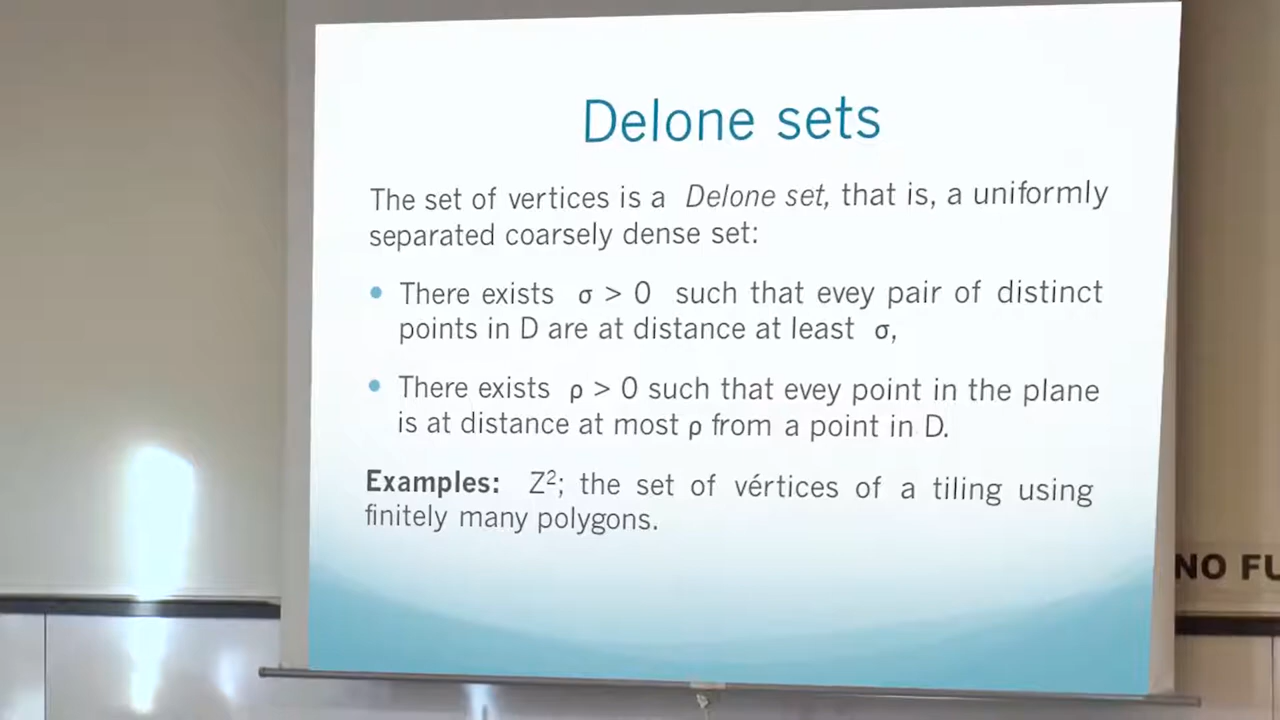 Delone sets
The set of vertices is a Delone set, that is, a uniformly
separated coarsely dense set:
• There exists σ > 0 such that evey pair of distinct
points in D are at distance at least σ,
• There exists ρ > 0 such that evey point in the plane
is at distance at most ρ from a point in D.
Examples: Z²; the set of vértices of a tiling using
finitely many polygons.
NO FU